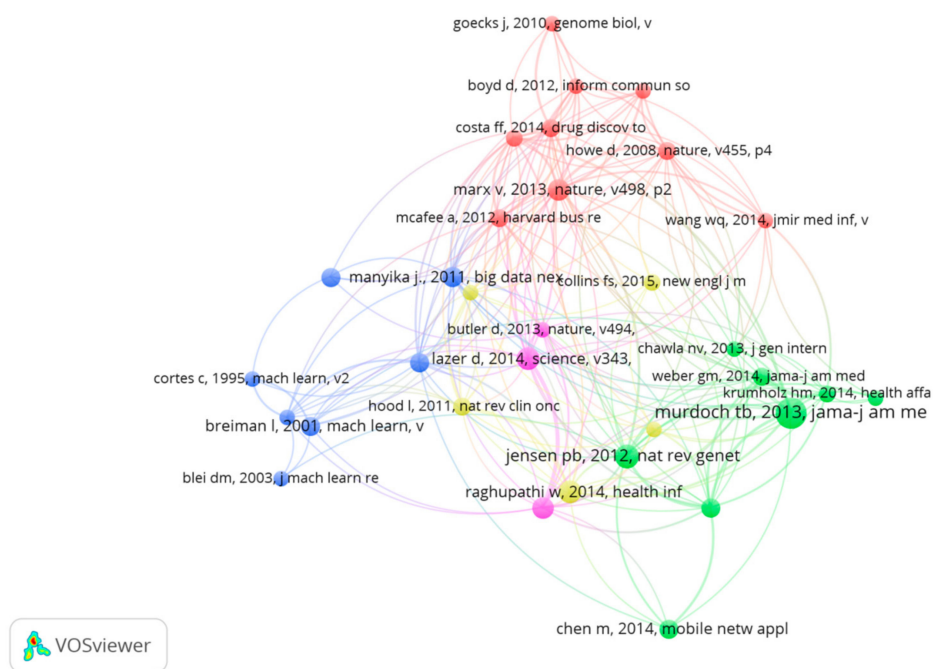 goecks j, 2010, genome biol, v
boyd d, 2012, inform commun so
costa ff, 2014, drug discov to
howe d, 2008, nature, v455, p4
marx v, 2013, nature, v498, p2
mcafee a, 2012, harvard bus re
wang wq, 2014, jmir med inf, v
manyika j., 2011, big data nex
collins fs, 2015, new engl j m
butler d, 2013, nature, v494,
chawla nv, 2013, j gen intern
lazer d, 2014, science, v343,
weber gm, 2014, jama-j am med
cortes c, 1995, mach learn, v2
krumholz hm, 2014, health affa
hood l, 2011, nat rev clin onc
murdoch tb, 2013, jama-j am me
breiman l, 2001, mach learn, v
jensen pb, 2012, nat rev genet
blei dm, 2003, j mach learn re
raghupathi w, 2014, health inf
chen m, 2014, mobile netw appl
VOSviewer